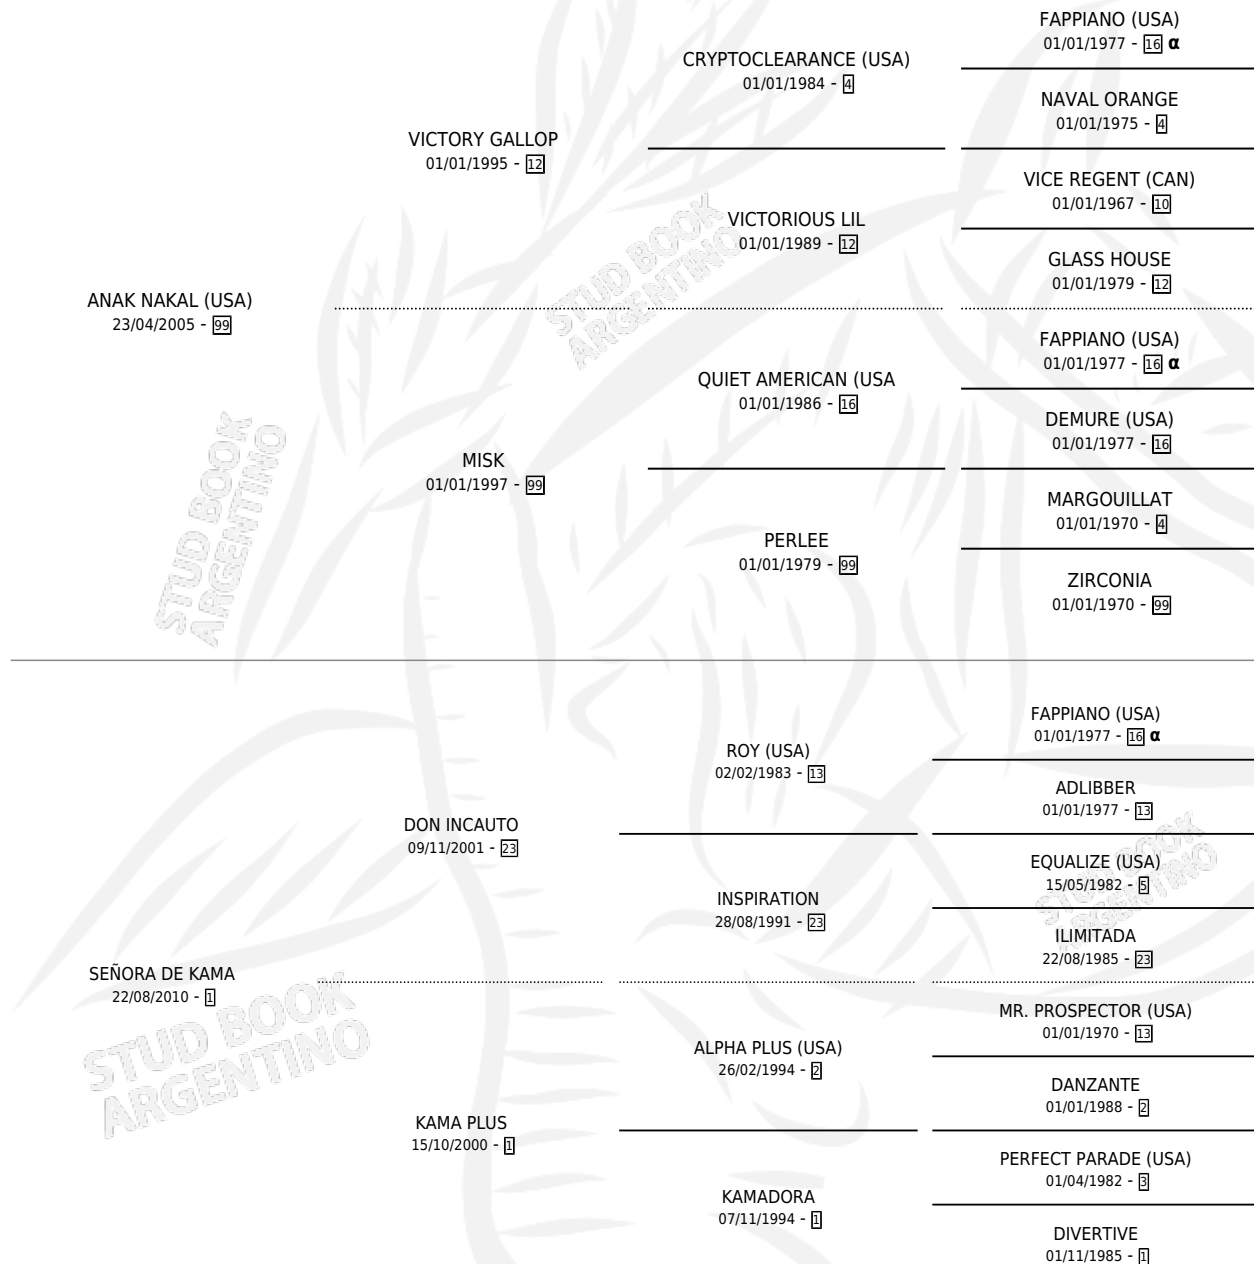 FAPPIANO (USA)
01/01/1977 - 16 α
CRYPTOCLEARANCE (USA)
01/01/1984 - 4
NAVAL ORANGE
01/01/1975 - 4
VICTORY GALLOP
01/01/1995 - 12
VICE REGENT (CAN)
01/01/1967 - 10
VICTORIOUS LIL
01/01/1989 - 12
GLASS HOUSE
01/01/1979 - 12
ANAK NAKAL (USA)
23/04/2005 - 99
FAPPIANO (USA)
01/01/1977 - 16 α
QUIET AMERICAN (USA
01/01/1986 - 16
DEMURE (USA)
01/01/1977 - 16
MISK
01/01/1997 - 99
MARGOUILLAT
01/01/1970 - 4
PERLEE
01/01/1979 - 99
ZIRCONIA
01/01/1970 - 99
FAPPIANO (USA)
01/01/1977 - 16 α
ROY (USA)
02/02/1983 - 13
ADLIBBER
01/01/1977 - 13
DON INCAUTO
09/11/2001 - 23
EQUALIZE (USA)
15/05/1982 - 5
INSPIRATION
28/08/1991 - 23
ILIMITADA
22/08/1985 - 23
SEÑORA DE KAMA
22/08/2010 - 1
MR. PROSPECTOR (USA)
01/01/1970 - 13
ALPHA PLUS (USA)
26/02/1994 - 2
DANZANTE
01/01/1988 - 2
KAMA PLUS
15/10/2000 - 1
PERFECT PARADE (USA)
01/04/1982 - 3
KAMADORA
07/11/1994 - 1
DIVERTIVE
01/11/1985 - 1
STUD BOOK
ARGENTINO
STUD BOOK
ARGENTINO
STUD BOOK
ARGENTINO
STUD BOOK
ARGENTINO